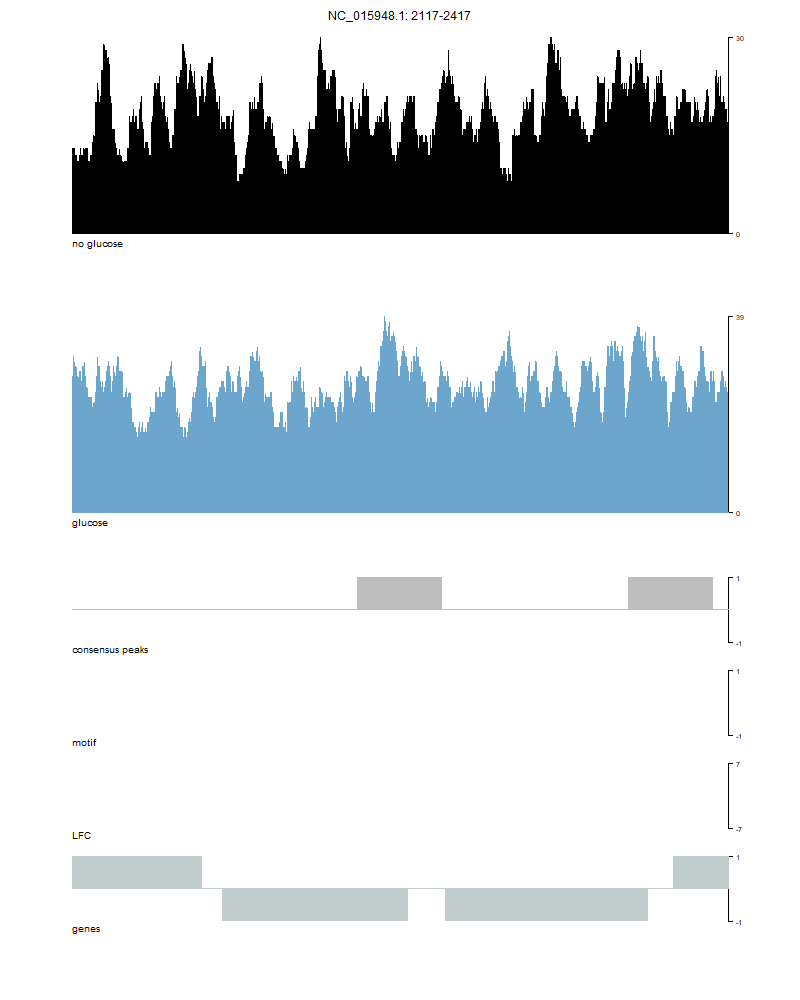 NC_015948.1: 2117-2417
30
0
no glucose
39
0
glucose
1
-1
consensus peaks
1
-1
motif
7
-7
LFC
1
-1
genes